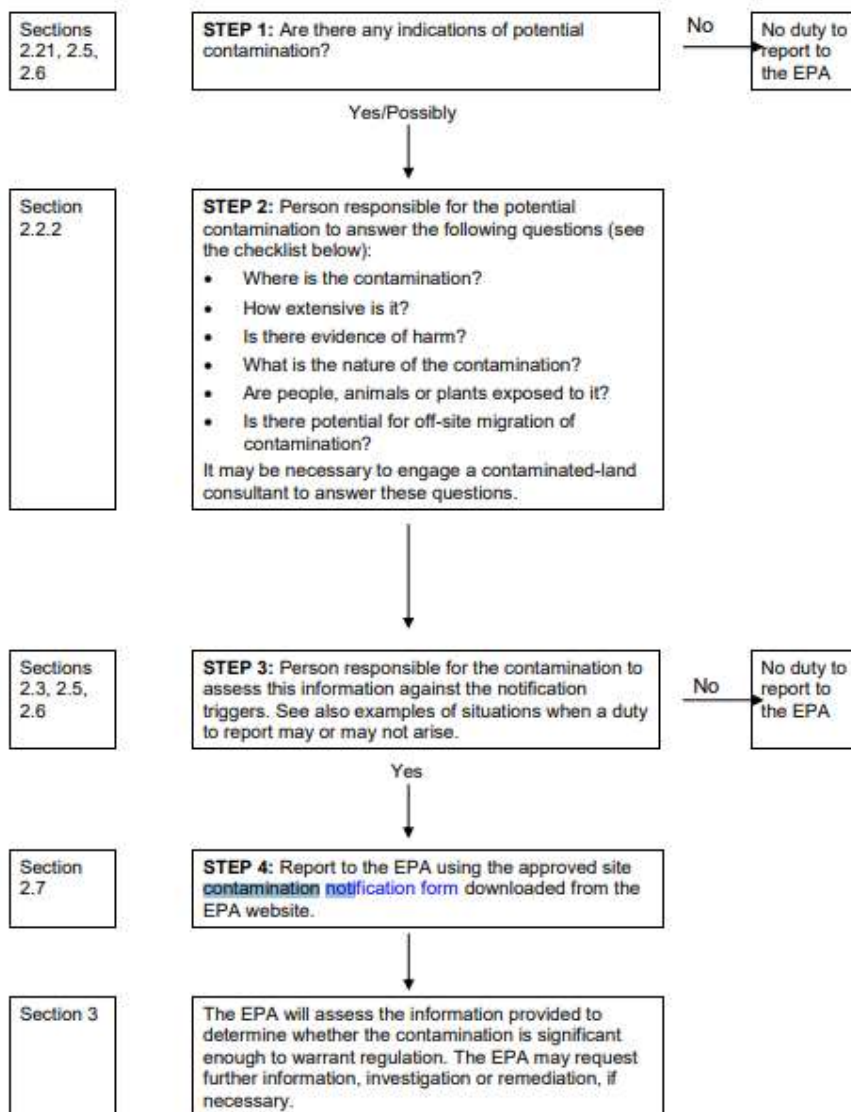 Sections
2.21, 2.5,
2.6
STEP 1: Are there any indications of potential
contamination?
No
No duty to
report to
the EPA
Yes/Possibly
Section
2.2.2
STEP 2: Person responsible for the potential
contamination to answer the following questions (see
the checklist below):
• Where is the contamination?
• How extensive is it?
• Is there evidence of harm?
• What is the nature of the contamination?
• Are people, animals or plants exposed to it?
• Is there potential for off-site migration of
contamination?
It may be necessary to engage a contaminated-land
consultant to answer these questions.
Sections
2.3, 2.5,
2.6
STEP 3: Person responsible for the contamination to
assess this information against the notification
triggers. See also examples of situations when a duty
to report may or may not arise.
No
No duty to
report to
the EPA
Yes
Section
2.7
STEP 4: Report to the EPA using the approved site
contamination notification form downloaded from the
EPA website.
Section 3
The EPA will assess the information provided to
determine whether the contamination is significant
enough to warrant regulation. The EPA may request
further information, investigation or remediation, if
necessary.